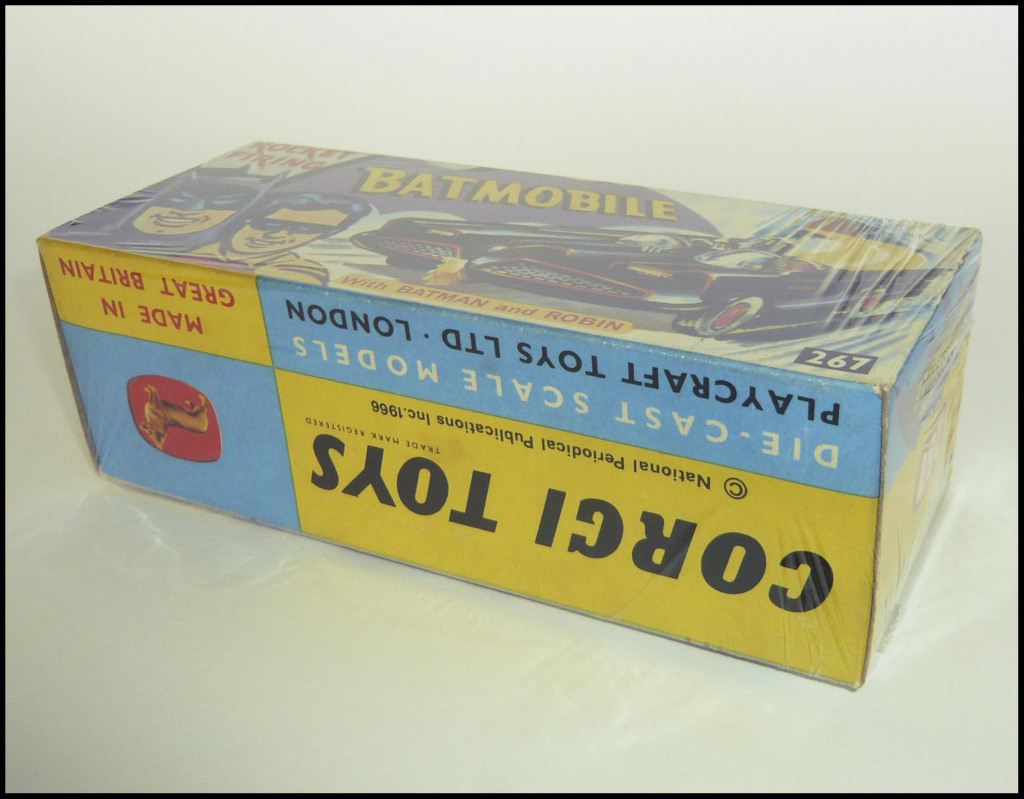 ROCKET
FIRING
BATMOBILE
With BATMAN and ROBIN
267
MADE IN
GREAT BRITAIN
CORGI TOYS
TRADE MARK REGISTERED
© National Periodical Publications Inc.1966
DIE-CAST SCALE MODELS
PLAYCRAFT TOYS LTD · LONDON